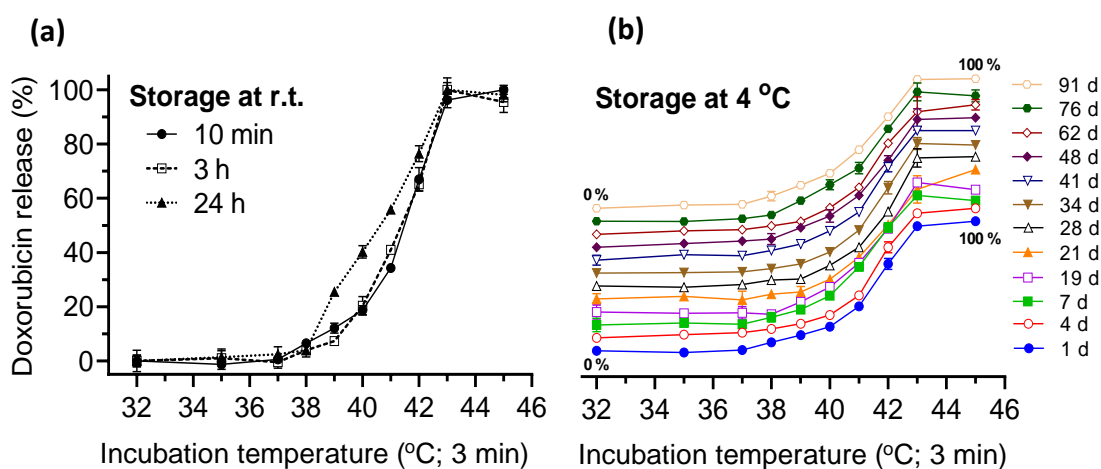 (a)
Doxorubicin release (%)
100
80
60
40
20
0
Storage at r.t.
10 min
3 h
24 h
32 34 36 38 40 42 44 46
Incubation temperature (°C; 3 min)
(b)
Storage at 4 °C
100 %
0 %
100 %
0 %
91 d
76 d
62 d
48 d
41 d
34 d
28 d
21 d
19 d
7 d
4 d
1 d
32 34 36 38 40 42 44 46
Incubation temperature (°C; 3 min)